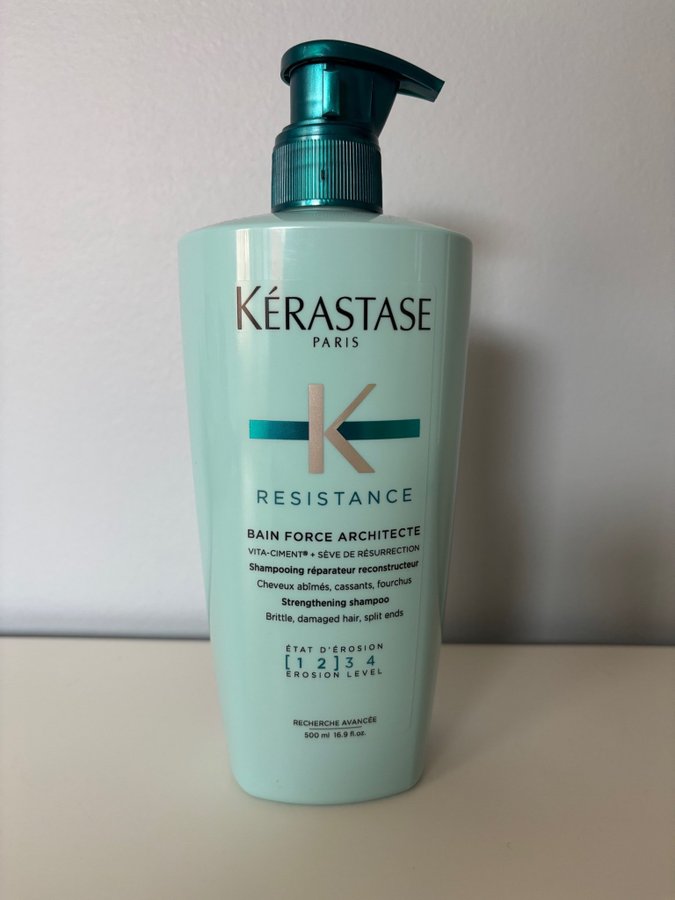 KÉRASTASE
PARIS
K
RESISTANCE
BAIN FORCE ARCHITECTE
VITA-CIMENT® + SÈVE DE RÉSURRECTION
Shampooing réparateur reconstructeur
Cheveux abîmés, cassants, fourchus
Strengthening shampoo
Brittle, damaged hair, split ends
ÉTAT D'ÉROSION
[1 2] 3 4
ÉROSION LEVEL
RECHERCHE AVANCÉE
500 ml 16.9 fl.oz.